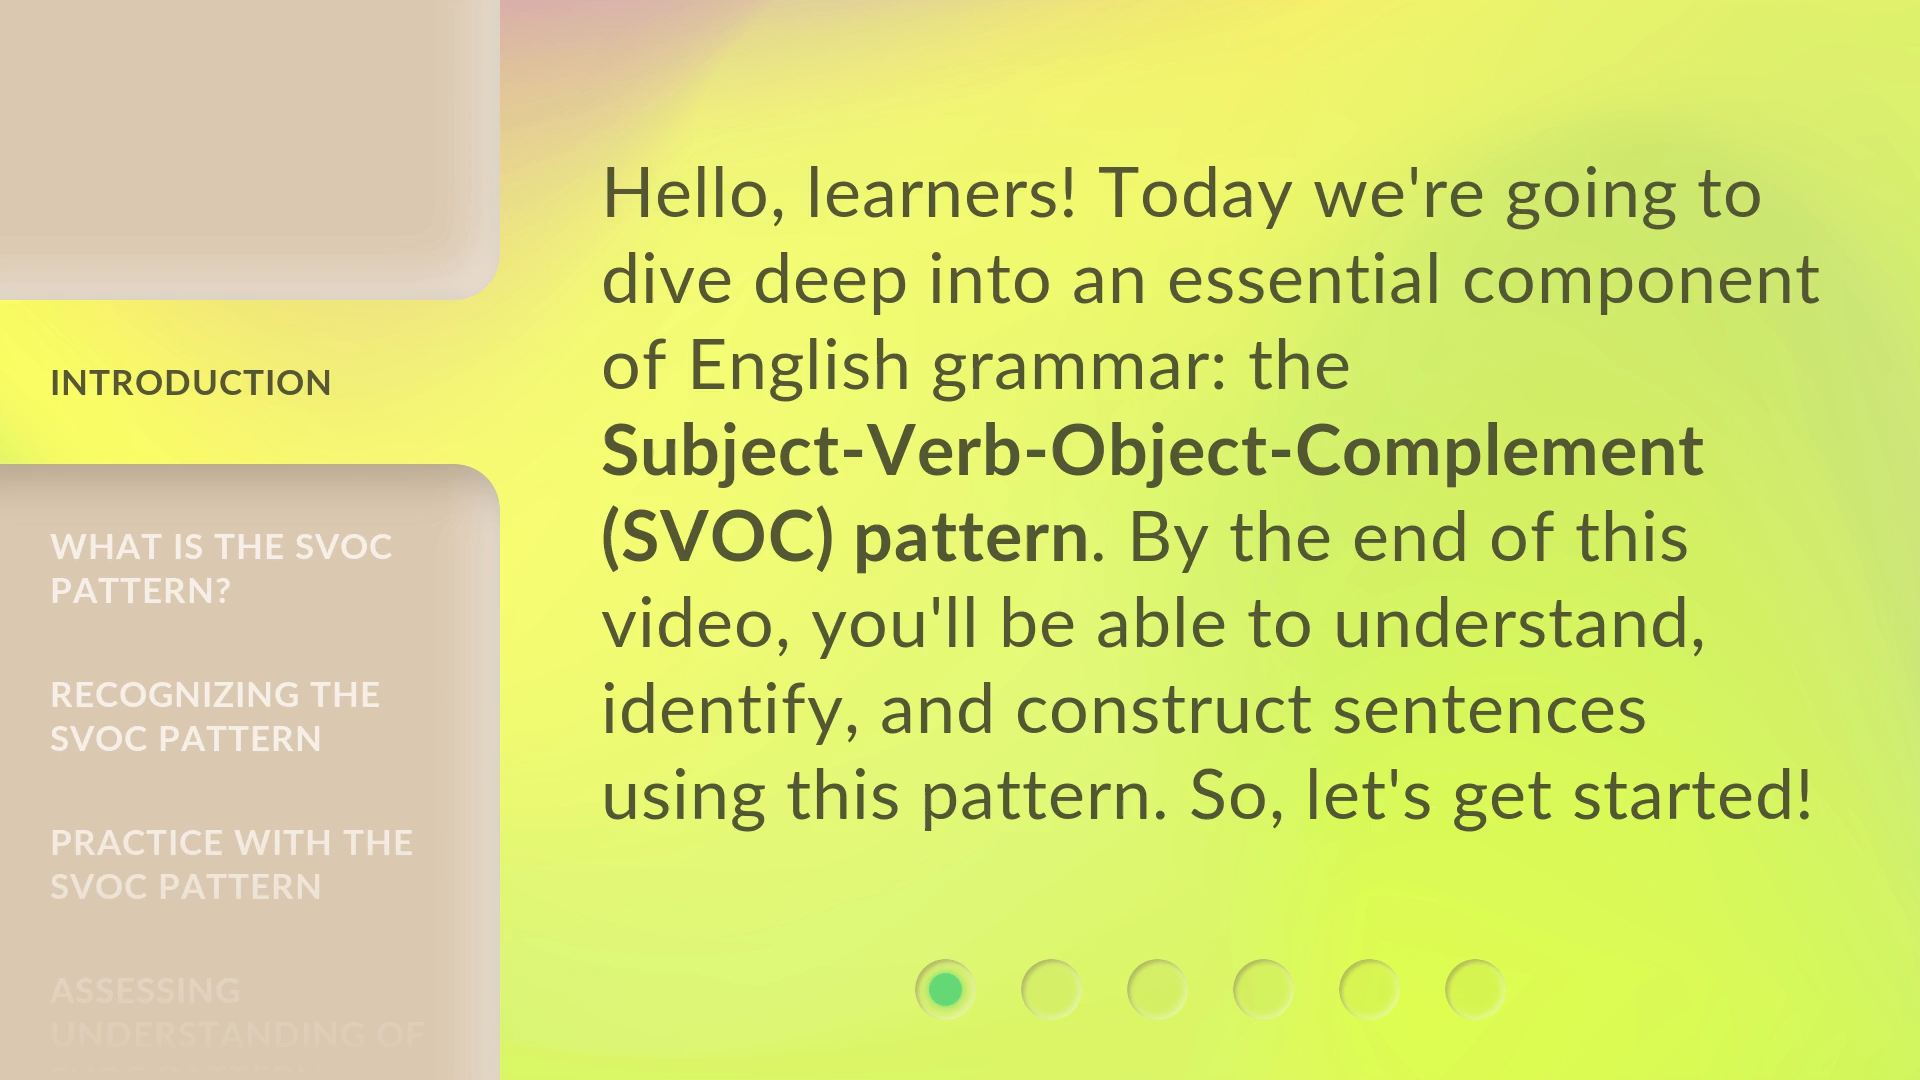 INTRODUCTION
WHAT IS THE SVOC
PATTERN?
RECOGNIZING THE
SVOC PATTERN
PRACTICE WITH THE
SVOC PATTERN
ASSESSING
UNDERSTANDING OF
Hello, learners! Today we're going to
dive deep into an essential component
of English grammar: the
Subject-Verb-Object-Complement
(SVOC) pattern. By the end of this
video, you'll be able to understand,
identify, and construct sentences
using this pattern. So, let's get started!